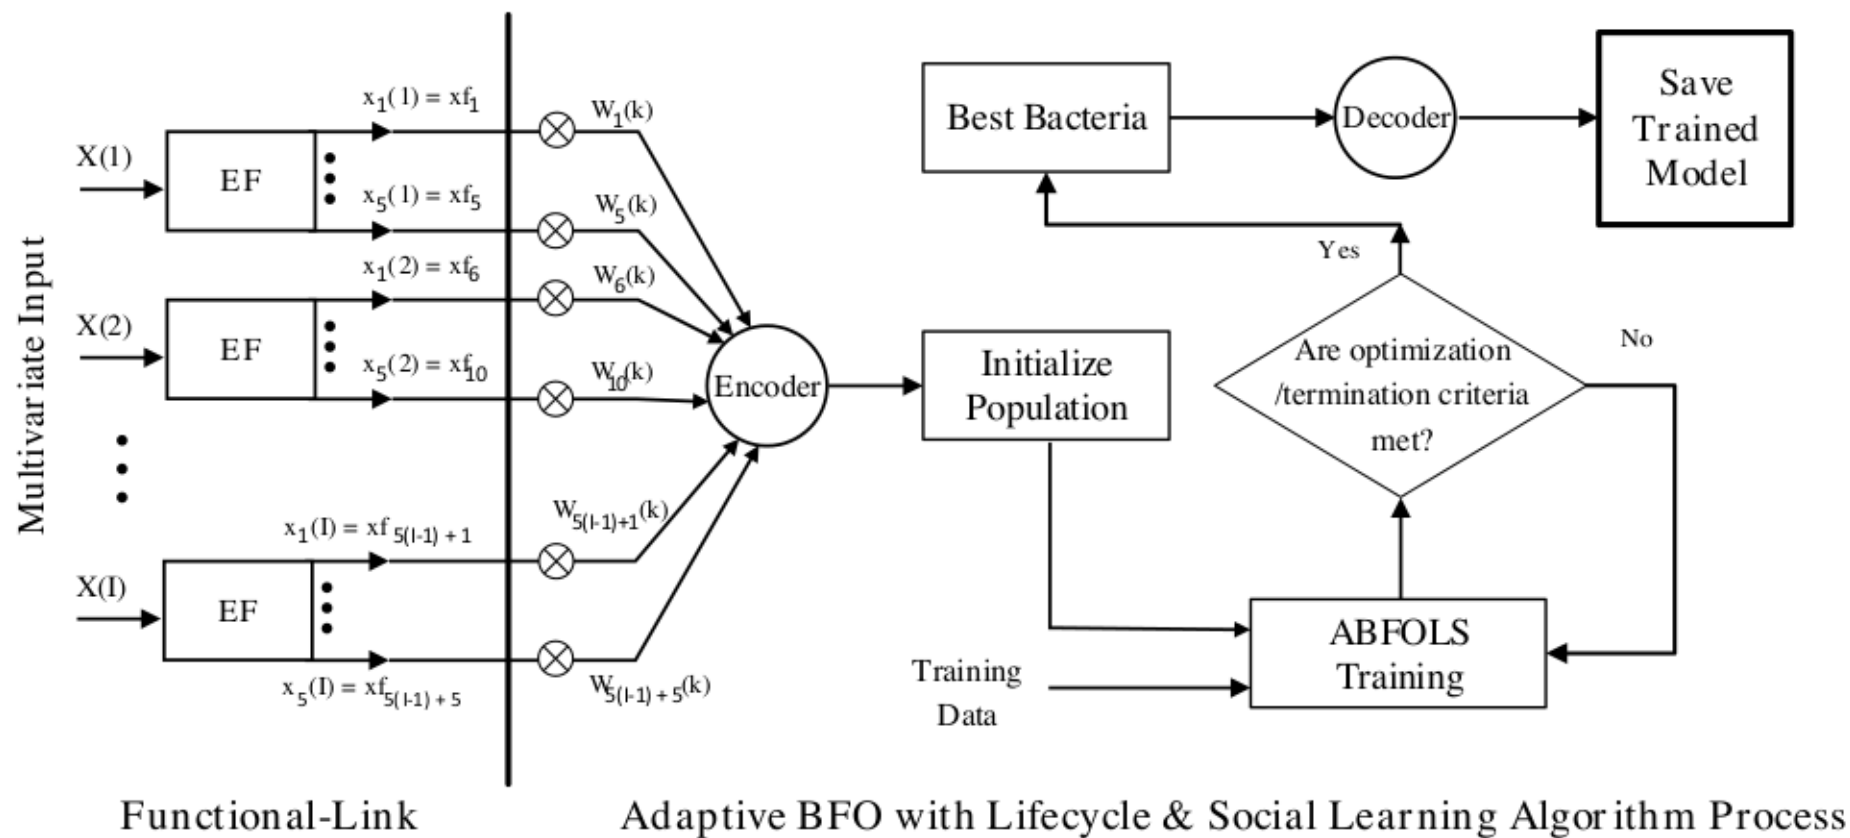 Multivariate Input
X(1)
EF
x1(1) = xf1
x5(1) = xf5
W1(k)
W5(k)
X(2)
EF
x1(2) = xf6
x5(2) = xf10
W6(k)
W10(k)
X(I)
EF
x1(I) = xf 5(I-1) + 1
x5(I) = xf5(I-1) + 5
W5(I-1)+1(k)
W5(I-1) + 5(k)
Encoder
Initialize
Population
Training
Data
ABFOLS
Training
Are optimization
/termination criteria
met?
Yes
No
Best Bacteria
Decoder
Save
Trained
Model
Functional-Link
Adaptive BFO with Lifecycle & Social Learning Algorithm Process